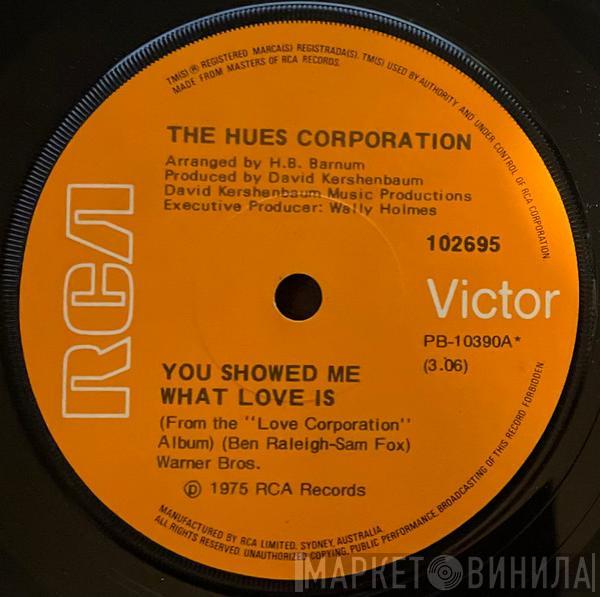 TM(S) ® REGISTERED MARCA(S) REGISTRADA(S). TM(S) USED BY AUTHORITY AND UNDER CONTROL OF RCA CORPORATION
MADE FROM MASTERS OF RCA RECORDS.
THE HUES CORPORATION
Arranged by H.B. Barnum
Produced by David Kershenbaum
David Kershenbaum Music Productions
Executive Producer: Wally Holmes
RCA
102695
Victor
PB-10390A*
(3.06)
YOU SHOWED ME
WHAT LOVE IS
(From the "Love Corporation"
Album) (Ben Raleigh-Sam Fox)
Warner Bros.
℗ 1975 RCA Records
MANUFACTURED BY RCA LIMITED, SYDNEY, AUSTRALIA.
ALL RIGHTS RESERVED. UNAUTHORIZED COPYING, PUBLIC PERFORMANCE, BROADCASTING OF THIS RECORD FORBIDDEN.
МАРКЕТ ВИНИЛА